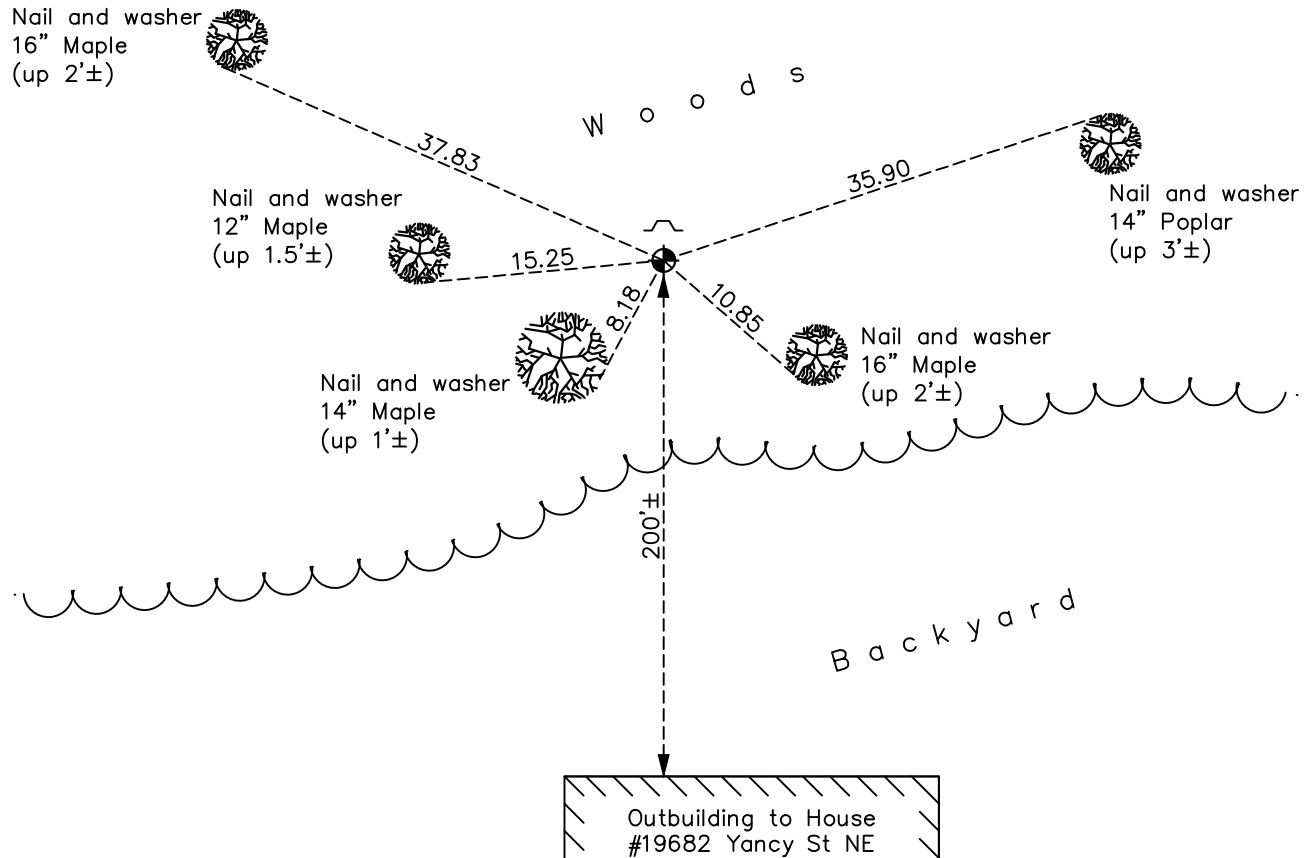 Nail and washer
16” Maple
(up 2'±)
Woods
37.83
35.90
Nail and washer
14” Poplar
(up 3'±)
Nail and washer
12” Maple
(up 1.5'±)
15.25
8.18
10.85
Nail and washer
16” Maple
(up 2'±)
Nail and washer
14” Maple
(up 1'±)
200'±
Backyard
Outbuilding to House
#19682 Yancy St NE